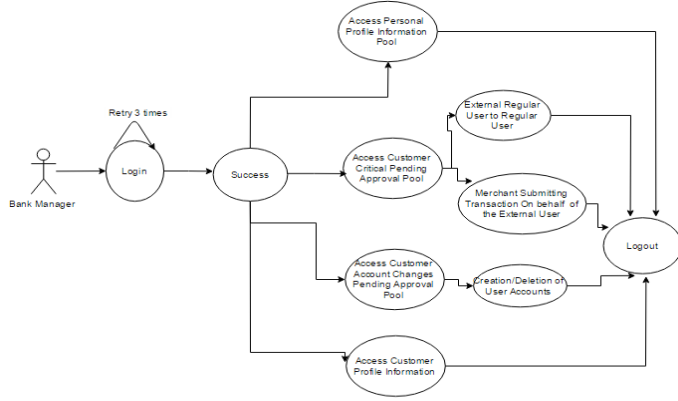 Access Personal
Profile Information
Pool
Retry 3 times
External Regular
User to Regular
User
Login
Success
Access Customer
Critical Pending
Approval Pool
Bank Manager
Merchant Submitting
Transaction On behalf of
the External User
Logout
Access Customer
Account Changes
Pending Approval
Pool
Creation/Deletion of
User Accounts
Access Customer
Profile Information